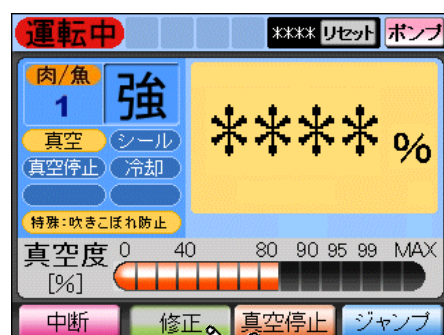 運転中 **** リセット ポンプ
肉/魚
1 強
**** %
真空 シール
真空停止 冷却
特殊:吹きこぼれ防止
真空度 0 40 80 90 95 99 MAX
[%]
中断 修正 真空停止 ジャンプ